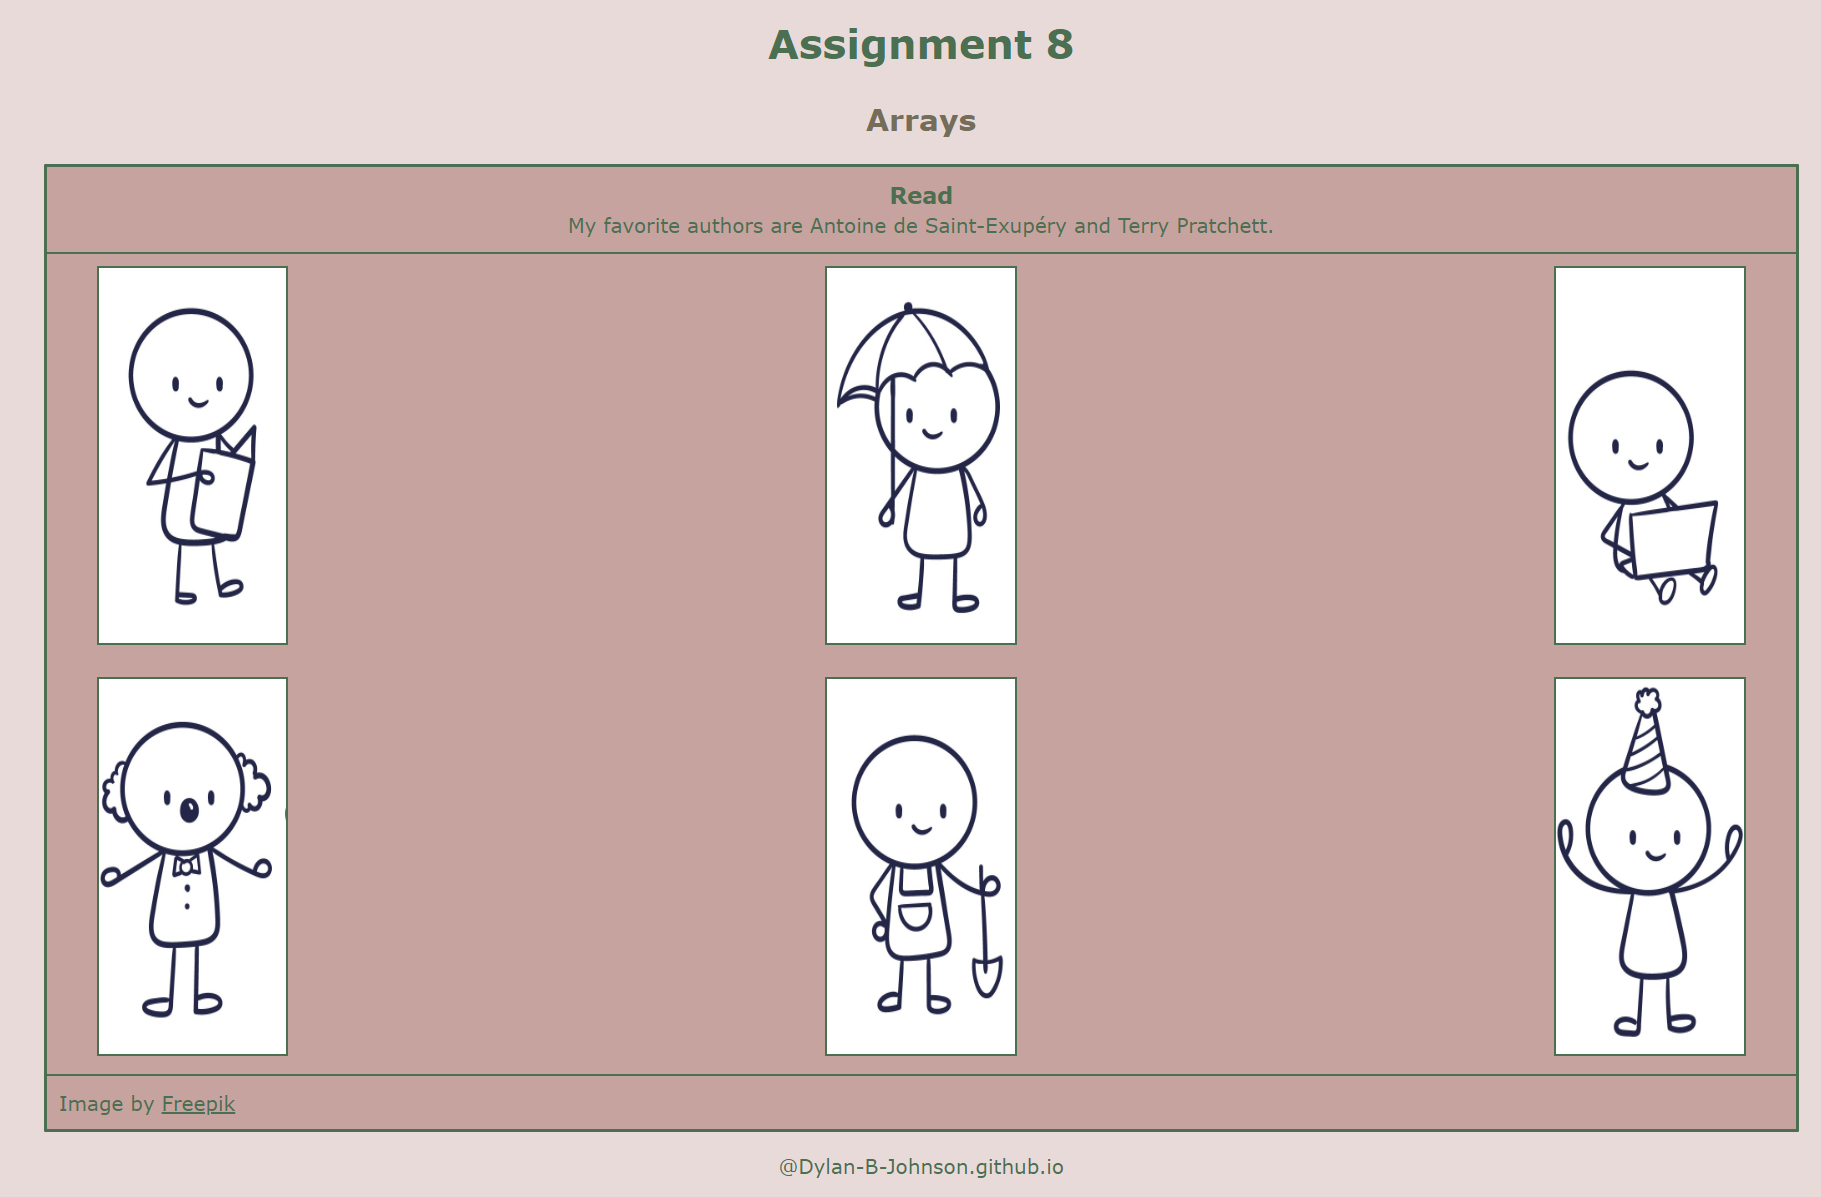 Assignment 8
Arrays
Read
My favorite authors are Antoine de Saint-Exupéry and Terry Pratchett.
Image by Freepik
@Dylan-B-Johnson.github.io